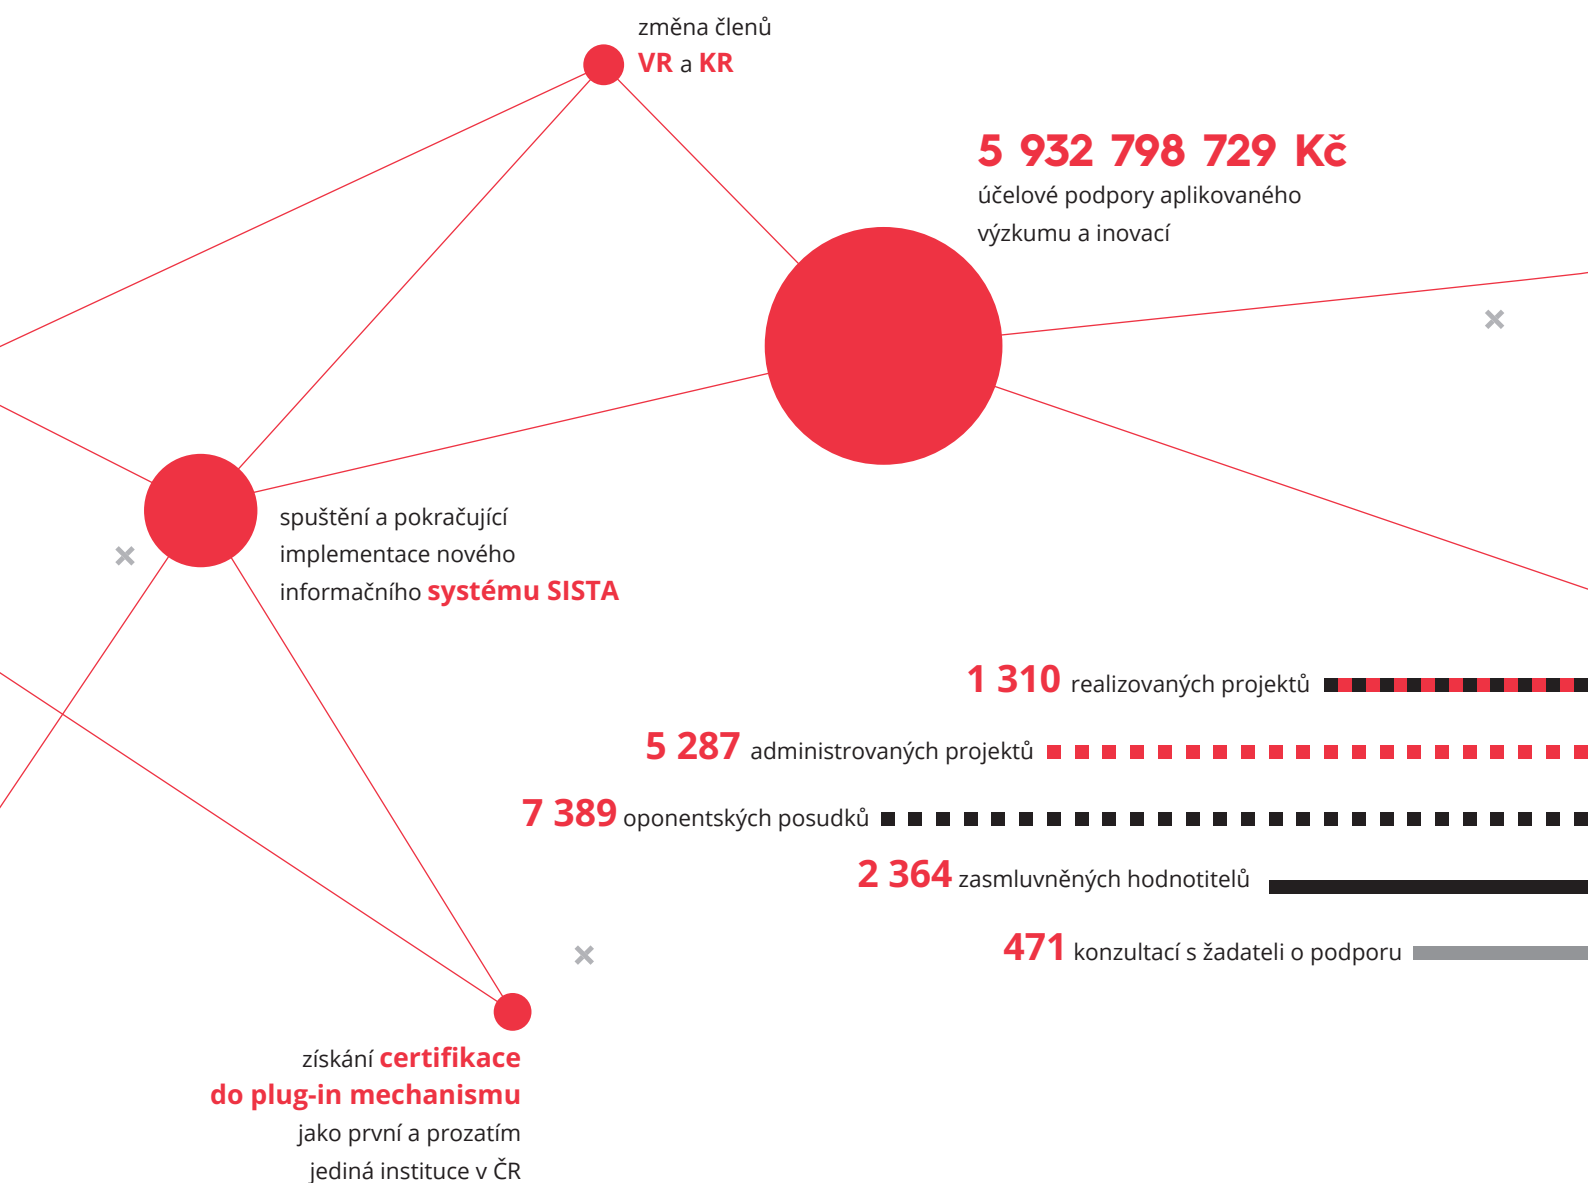 změna členů
VR a KR
5 932 798 729 Kč
účelové podpory aplikovaného
výzkumu a inovací
spuštění a pokračující
implementace nového
informačního systému SISTA
1 310 realizovaných projektů
5 287 administrovaných projektů
7 389 oponentských posudků
2 364 zasmluvněných hodnotitelů
471 konzultací s žadateli o podporu
získání certifikace
do plug-in mechanismu
jako první a prozatím
jediná instituce v ČR